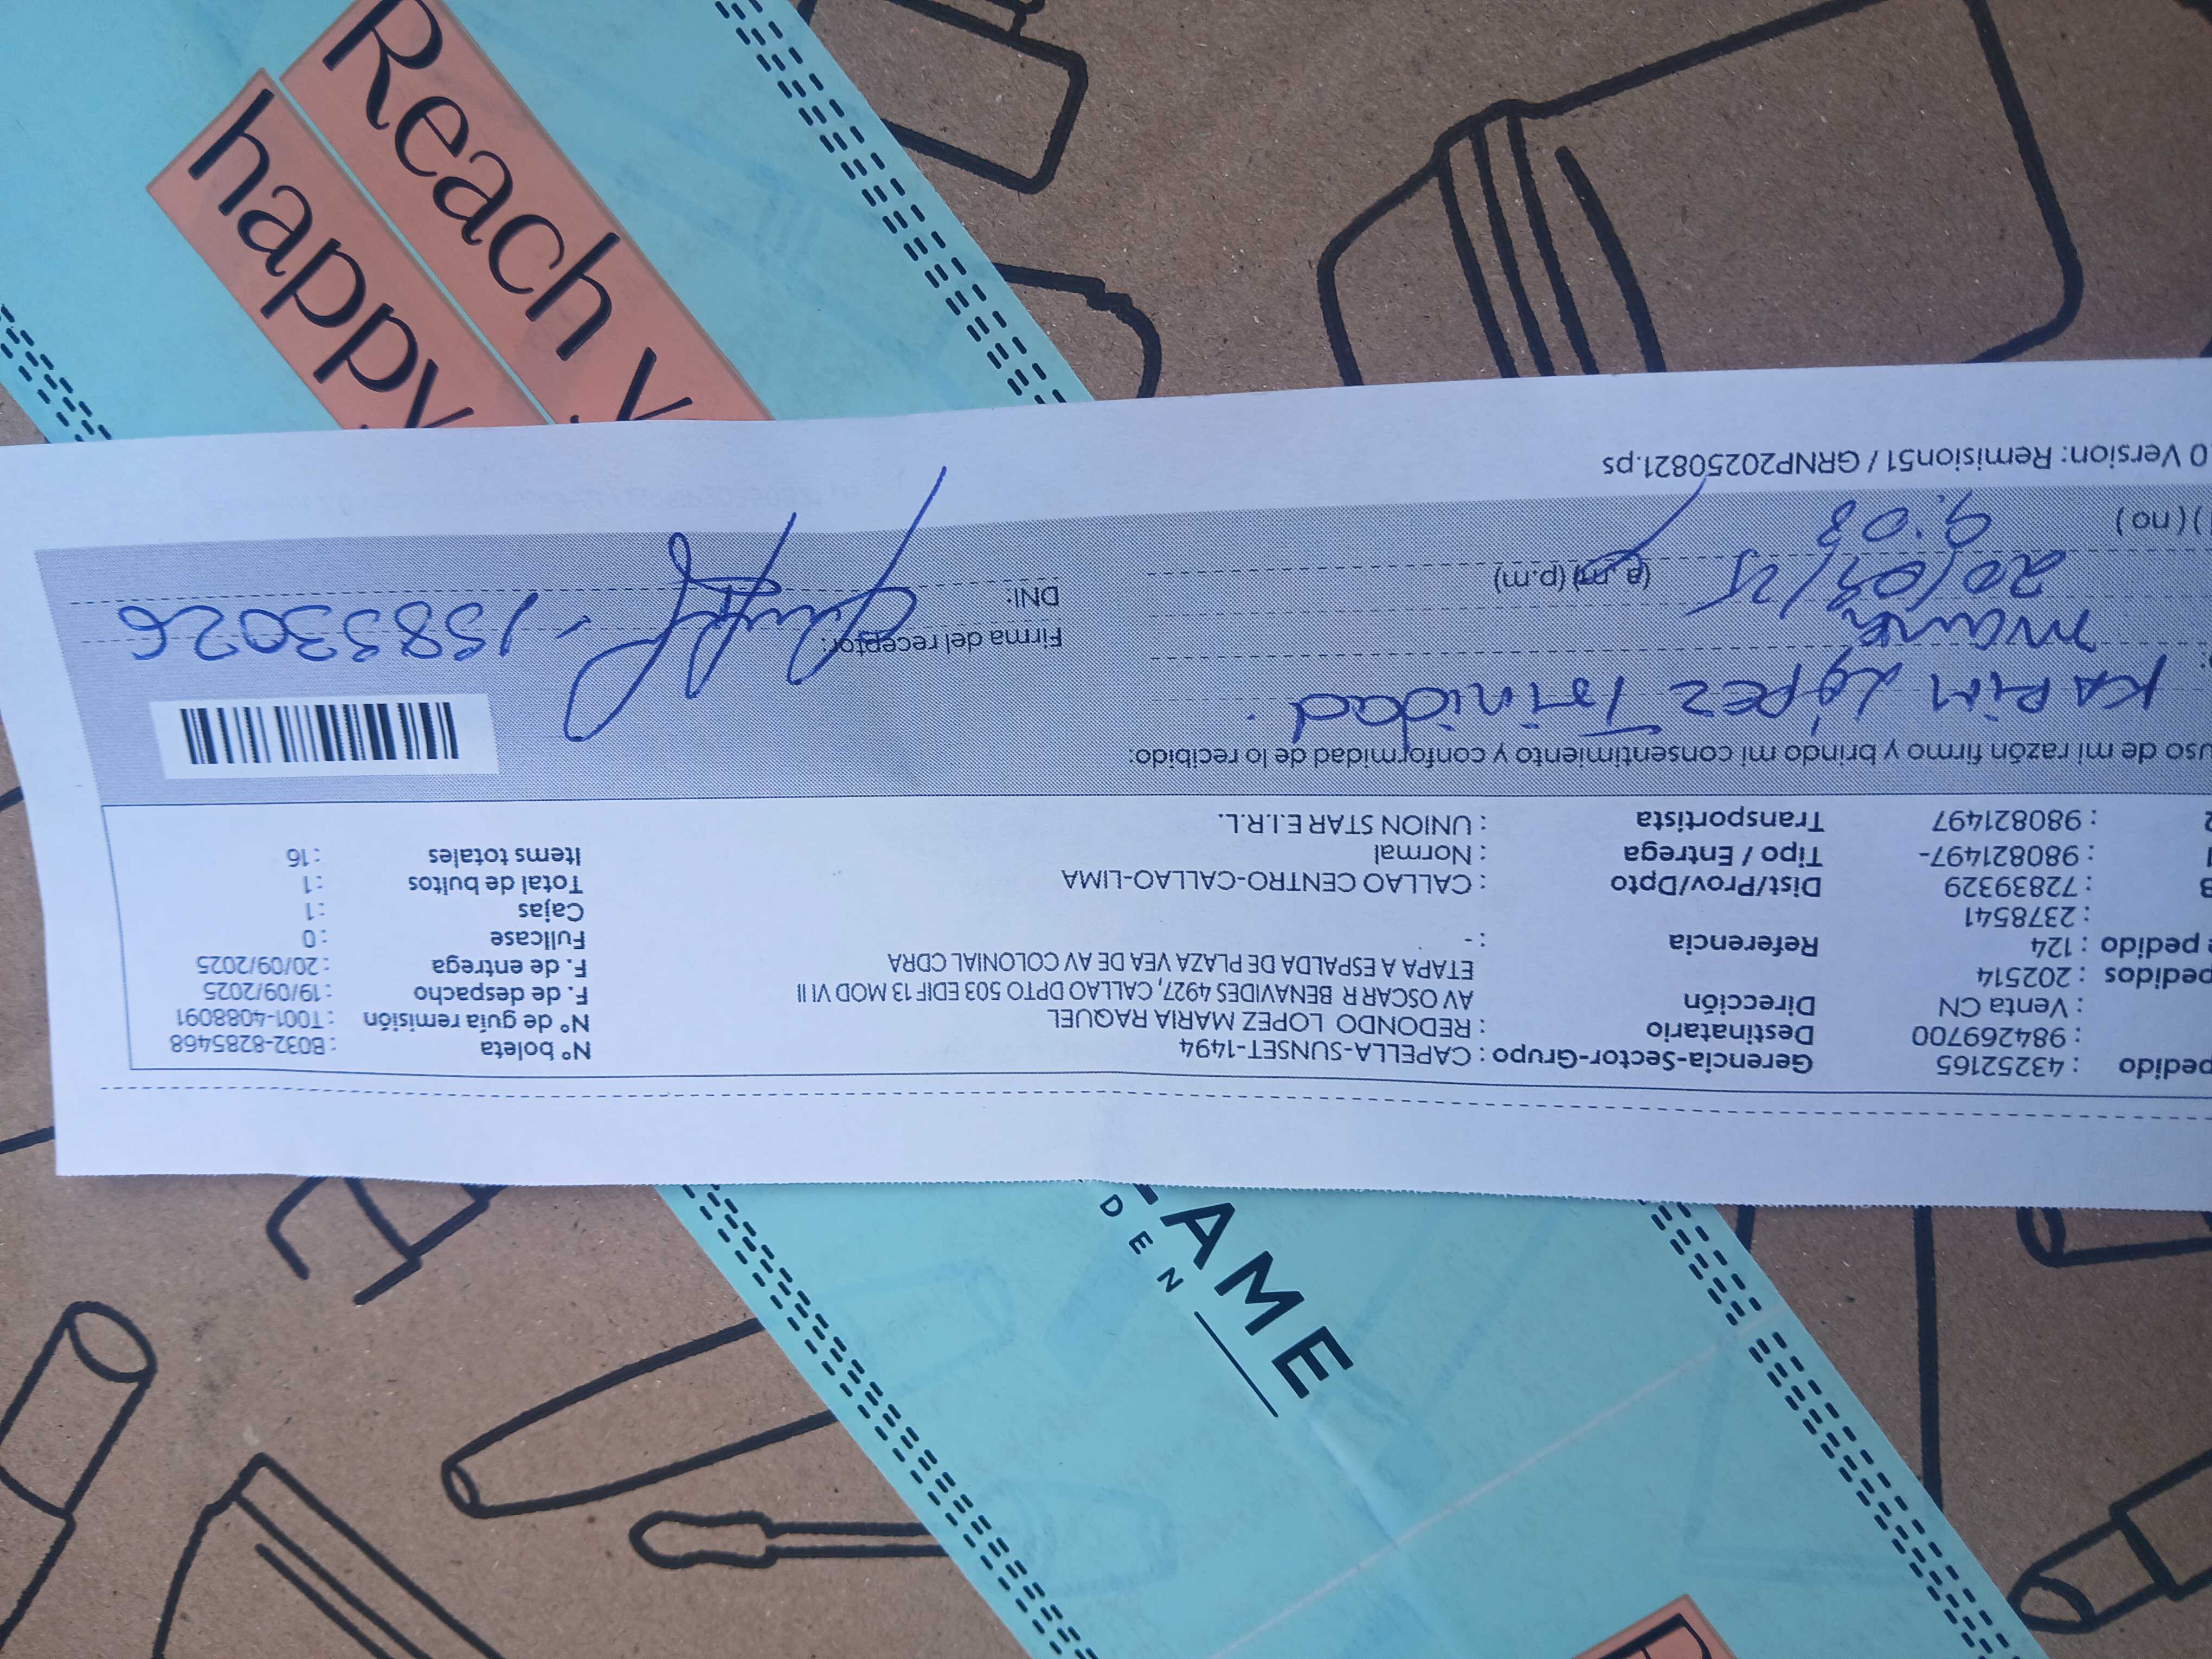 pedido : 43252165 Gerencia-Sector-Grupo : CAPELLA-SUNSET-1494 N° boleta : B032-8285468
: 984269700 Destinatario : REDONDO LOPEZ MARIA RAQUEL N° de guía remisión : T001-4088091
: Venta CN Dirección AV OSCAR R BENAVIDES 4927, CALLAO DPTO 503 EDIF 13 MOD VI II F. de despacho : 19/09/2025
pedidos : 202514 ETAPA A ESPALDA DE PLAZA VEA DE AV COLONIAL CDRA F. de entrega : 20/09/2025
pedido : 124 Referencia : - Fullcase : 0
: 2378541 Cajas : 1
: 72839329 Dist/Prov/Dpto : CALLAO CENTRO-CALLAO-LIMA Total de bultos : 1
: 980821497- Tipo / Entrega : Normal Items totales : 16
: 980821497 Transportista : UNION STAR E.I.R.L.
uso de mi razón firmo y brindo mi consentimiento y conformidad de lo recibido:
KARIM López Trinidad.
Firma del receptor: 15853026
20/09/25 (a.m) (p.m) DNI:
) ( no ) 9:08
0 Version: Remision51 / GRNP20250821.ps
Reach y
happy
AME
DEN